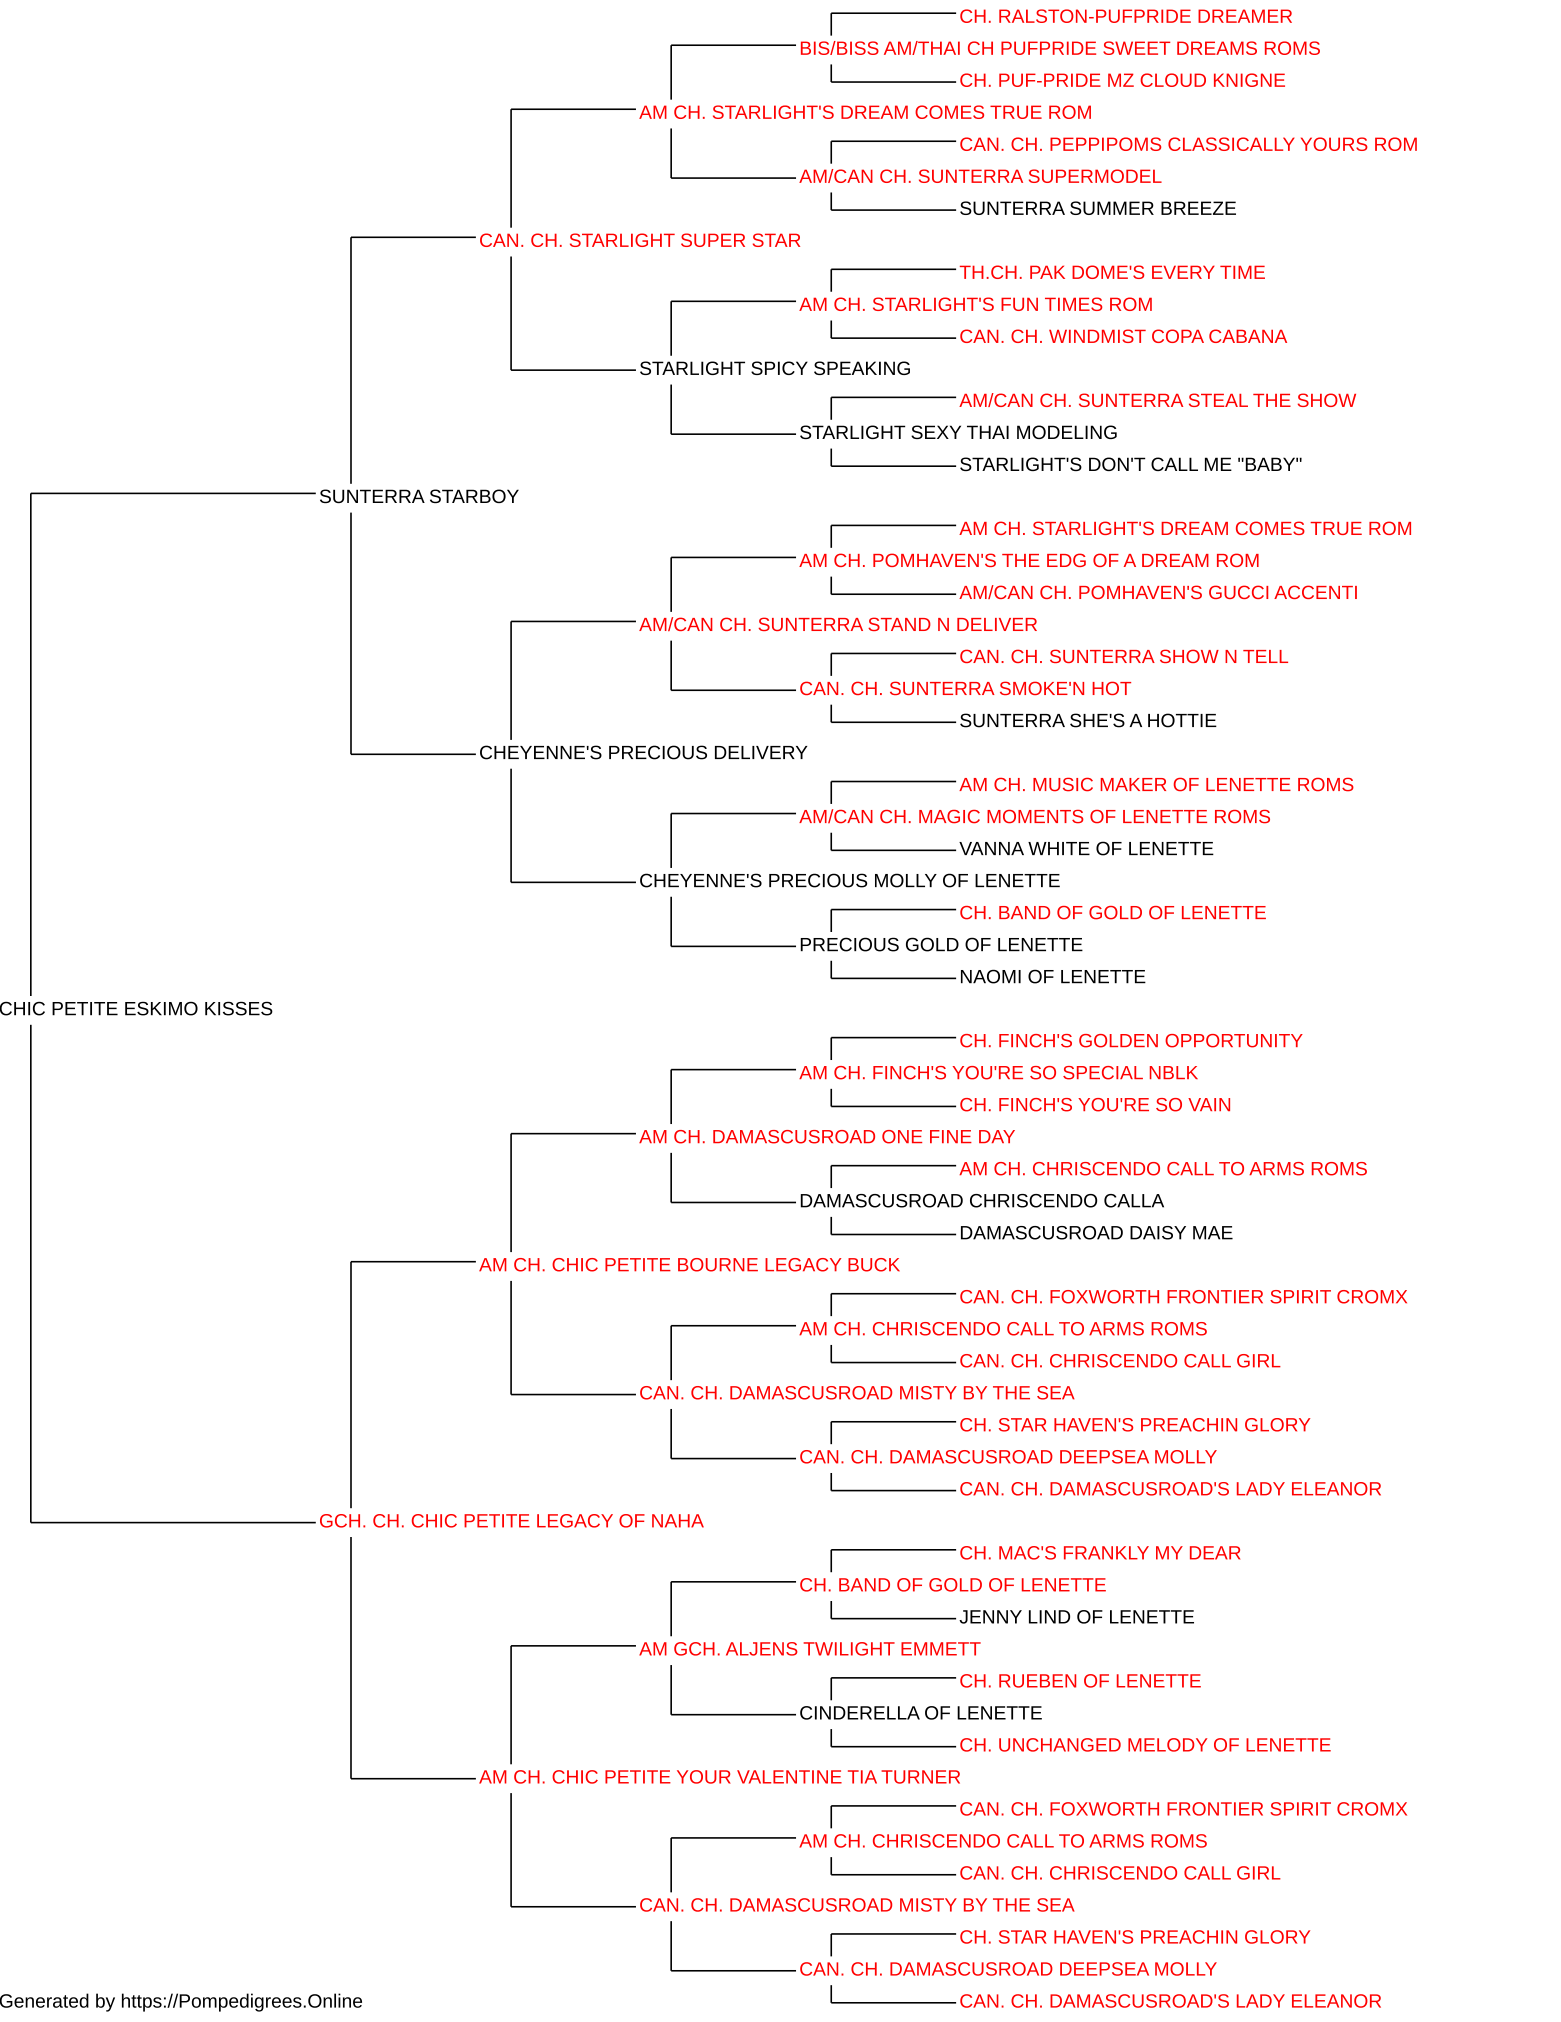 CH. RALSTON-PUFPRIDE DREAMER
BIS/BISS AM/THAI CH PUFPRIDE SWEET DREAMS ROMS
CH. PUF-PRIDE MZ CLOUD KNIGNE
AM CH. STARLIGHT'S DREAM COMES TRUE ROM
CAN. CH. PEPPIPOMS CLASSICALLY YOURS ROM
AM/CAN CH. SUNTERRA SUPERMODEL
SUNTERRA SUMMER BREEZE
CAN. CH. STARLIGHT SUPER STAR
TH.CH. PAK DOME'S EVERY TIME
AM CH. STARLIGHT'S FUN TIMES ROM
CAN. CH. WINDMIST COPA CABANA
STARLIGHT SPICY SPEAKING
AM/CAN CH. SUNTERRA STEAL THE SHOW
STARLIGHT SEXY THAI MODELING
STARLIGHT'S DON'T CALL ME "BABY"
SUNTERRA STARBOY
AM CH. STARLIGHT'S DREAM COMES TRUE ROM
AM CH. POMHAVEN'S THE EDG OF A DREAM ROM
AM/CAN CH. POMHAVEN'S GUCCI ACCENTI
AM/CAN CH. SUNTERRA STAND N DELIVER
CAN. CH. SUNTERRA SHOW N TELL
CAN. CH. SUNTERRA SMOKE'N HOT
SUNTERRA SHE'S A HOTTIE
CHEYENNE'S PRECIOUS DELIVERY
AM CH. MUSIC MAKER OF LENETTE ROMS
AM/CAN CH. MAGIC MOMENTS OF LENETTE ROMS
VANNA WHITE OF LENETTE
CHEYENNE'S PRECIOUS MOLLY OF LENETTE
CH. BAND OF GOLD OF LENETTE
PRECIOUS GOLD OF LENETTE
NAOMI OF LENETTE
CHIC PETITE ESKIMO KISSES
CH. FINCH'S GOLDEN OPPORTUNITY
AM CH. FINCH'S YOU'RE SO SPECIAL NBLK
CH. FINCH'S YOU'RE SO VAIN
AM CH. DAMASCUSROAD ONE FINE DAY
AM CH. CHRISCENDO CALL TO ARMS ROMS
DAMASCUSROAD CHRISCENDO CALLA
DAMASCUSROAD DAISY MAE
AM CH. CHIC PETITE BOURNE LEGACY BUCK
CAN. CH. FOXWORTH FRONTIER SPIRIT CROMX
AM CH. CHRISCENDO CALL TO ARMS ROMS
CAN. CH. CHRISCENDO CALL GIRL
CAN. CH. DAMASCUSROAD MISTY BY THE SEA
CH. STAR HAVEN'S PREACHIN GLORY
CAN. CH. DAMASCUSROAD DEEPSEA MOLLY
CAN. CH. DAMASCUSROAD'S LADY ELEANOR
GCH. CH. CHIC PETITE LEGACY OF NAHA
CH. MAC'S FRANKLY MY DEAR
CH. BAND OF GOLD OF LENETTE
JENNY LIND OF LENETTE
AM GCH. ALJENS TWILIGHT EMMETT
CH. RUEBEN OF LENETTE
CINDERELLA OF LENETTE
CH. UNCHANGED MELODY OF LENETTE
AM CH. CHIC PETITE YOUR VALENTINE TIA TURNER
CAN. CH. FOXWORTH FRONTIER SPIRIT CROMX
AM CH. CHRISCENDO CALL TO ARMS ROMS
CAN. CH. CHRISCENDO CALL GIRL
CAN. CH. DAMASCUSROAD MISTY BY THE SEA
CH. STAR HAVEN'S PREACHIN GLORY
CAN. CH. DAMASCUSROAD DEEPSEA MOLLY
CAN. CH. DAMASCUSROAD'S LADY ELEANOR
Generated by https://Pompedigrees.Online